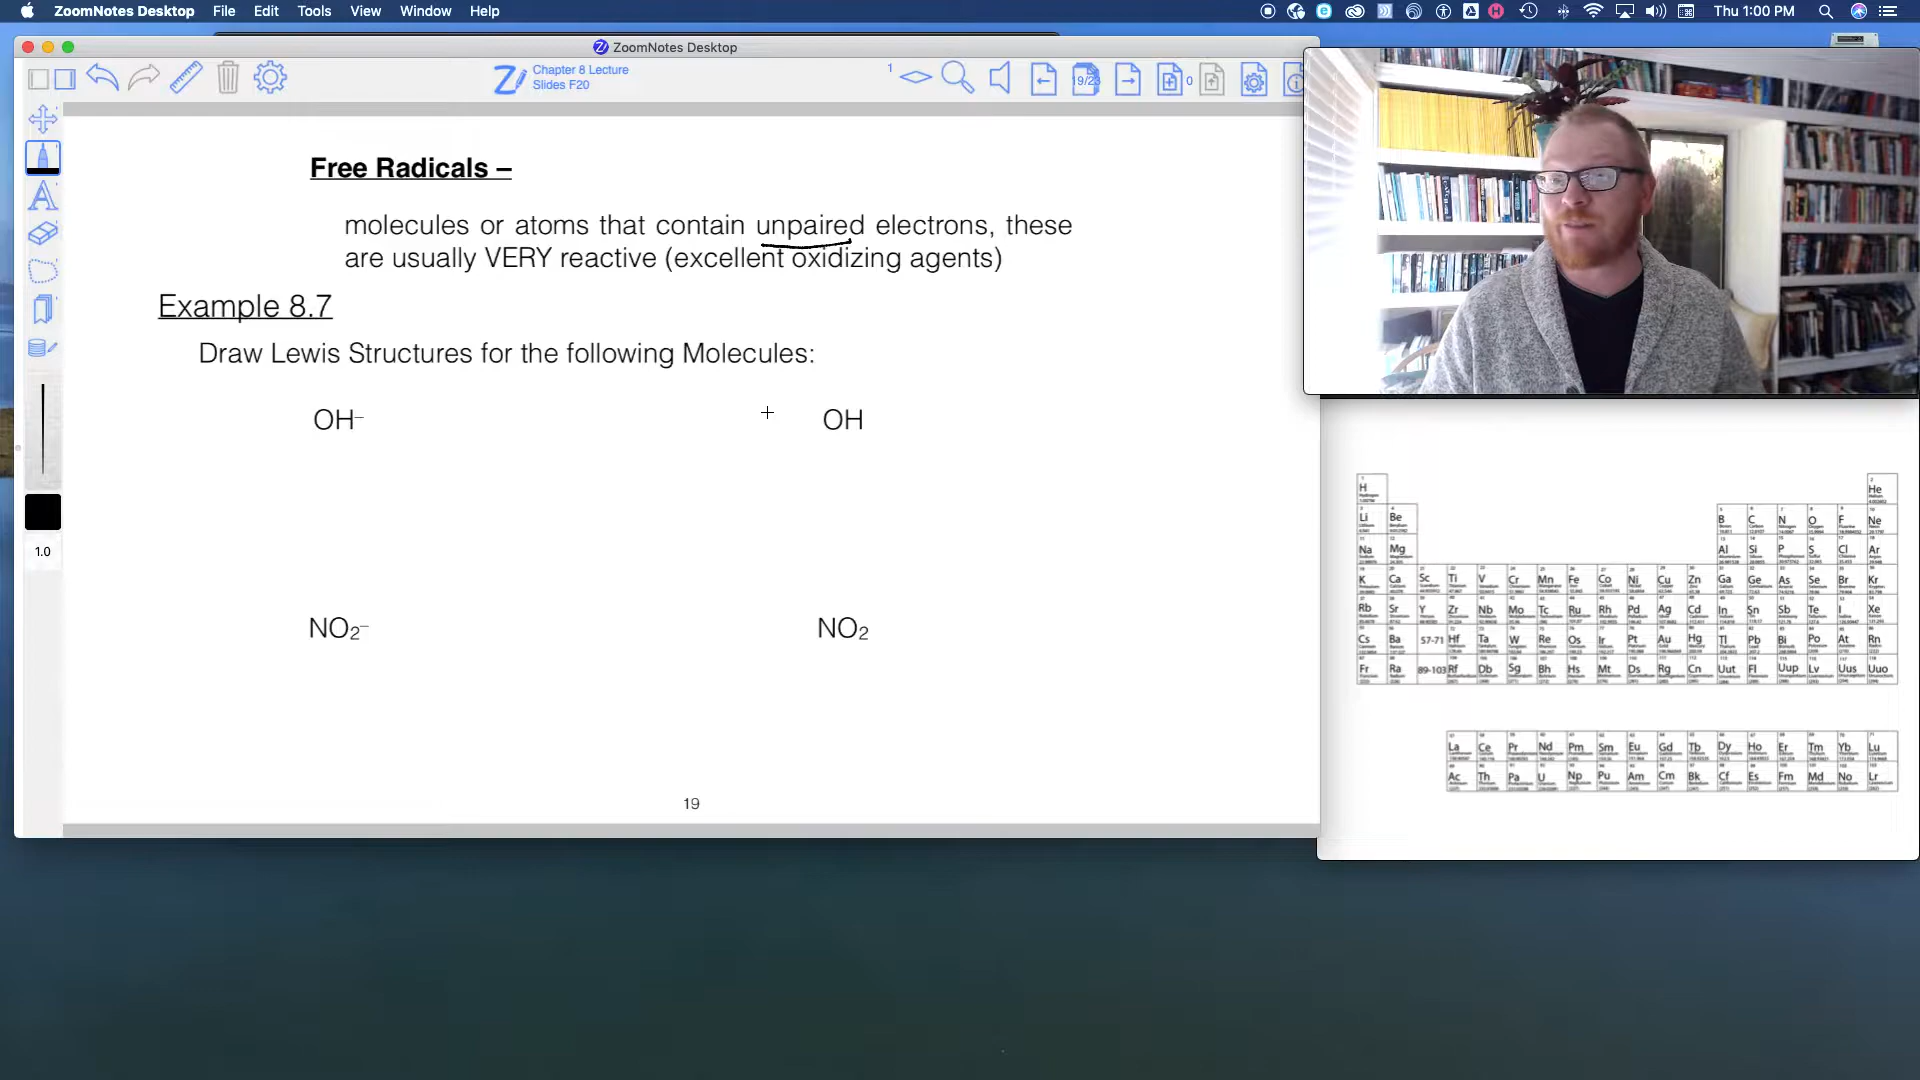 ZoomNotes Desktop File Edit Tools View Window Help
Thu 1:00 PM
ZoomNotes Desktop
Chapter 8 Lecture
Slides F20
1
19/23
0
1.0
Free Radicals –
molecules or atoms that contain unpaired electrons, these
are usually VERY reactive (excellent oxidizing agents)
Example 8.7
Draw Lewis Structures for the following Molecules:
OH– OH
NO2– NO2
19
H He
Li Be B C N O F Ne
Na Mg Al Si P S Cl Ar
K Ca Sc Ti V Cr Mn Fe Co Ni Cu Zn Ga Ge As Se Br Kr
Rb Sr Y Zr Nb Mo Tc Ru Rh Pd Ag Cd In Sn Sb Te I Xe
Cs Ba 57-71 Hf Ta W Re Os Ir Pt Au Hg Tl Pb Bi Po At Rn
Fr Ra 89-103 Rf Db Sg Bh Hs Mt Ds Rg Cn Uut Fl Uup Lv Uus Uuo
La Ce Pr Nd Pm Sm Eu Gd Tb Dy Ho Er Tm Yb Lu
Ac Th Pa U Np Pu Am Cm Bk Cf Es Fm Md No Lr